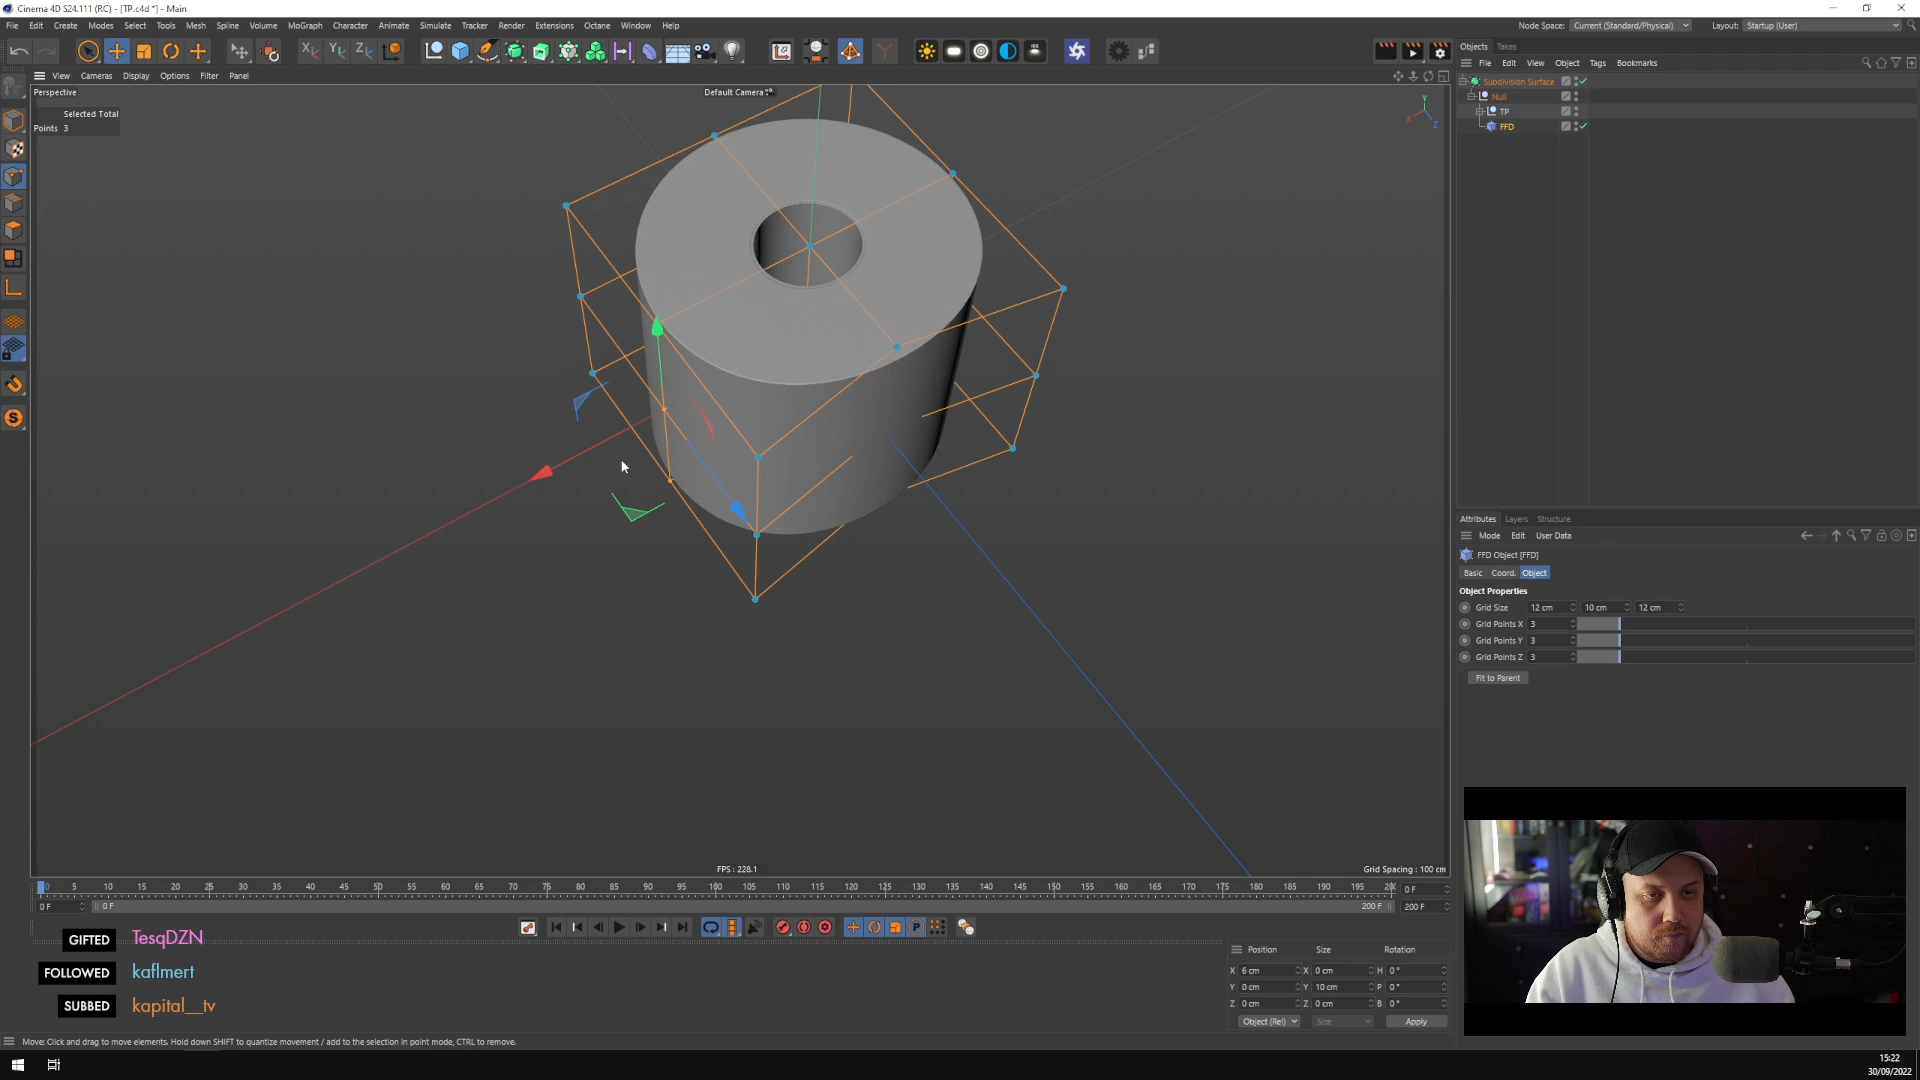 Cinema 4D S24.111 (RC) - [TP.c4d *] - Main
File Edit Create Modes Select Tools Mesh Spline Volume MoGraph Character Animate Simulate Tracker Render Extensions Octane Window Help
Node Space: Current (Standard/Physical) Layout: Startup (User)
Objects Takes
File Edit View Object Tags Bookmarks
View Cameras Display Options Filter Panel
Perspective
Default Camera
Selected Total
Points 3
Subdivision Surface
Null
TP
FFD
Attributes Layers Structure
Mode Edit User Data
FFD Object [FFD]
Basic Coord. Object
Object Properties
Grid Size 12 cm 10 cm 12 cm
Grid Points X 3
Grid Points Y 3
Grid Points Z 3
Fit to Parent
FPS : 228.1
Grid Spacing : 100 cm
0 5 10 15 20 25 30 35 40 45 50 55 60 65 70 75 80 85 90 95 100 105 110 115 120 125 130 135 140 145 150 155 160 165 170 175 180 185 190 195 200 0 F
0 F 0 F 200 F 200 F
GIFTED TesqDZN
FOLLOWED kaflmert
SUBBED kapital__tv
Position Size Rotation
X 6 cm X 0 cm H 0°
Y 0 cm Y 10 cm P 0°
Z 0 cm Z 0 cm B 0°
Object (Rel) Size Apply
Move: Click and drag to move elements. Hold down SHIFT to quantize movement / add to the selection in point mode, CTRL to remove.
15:22
30/09/2022